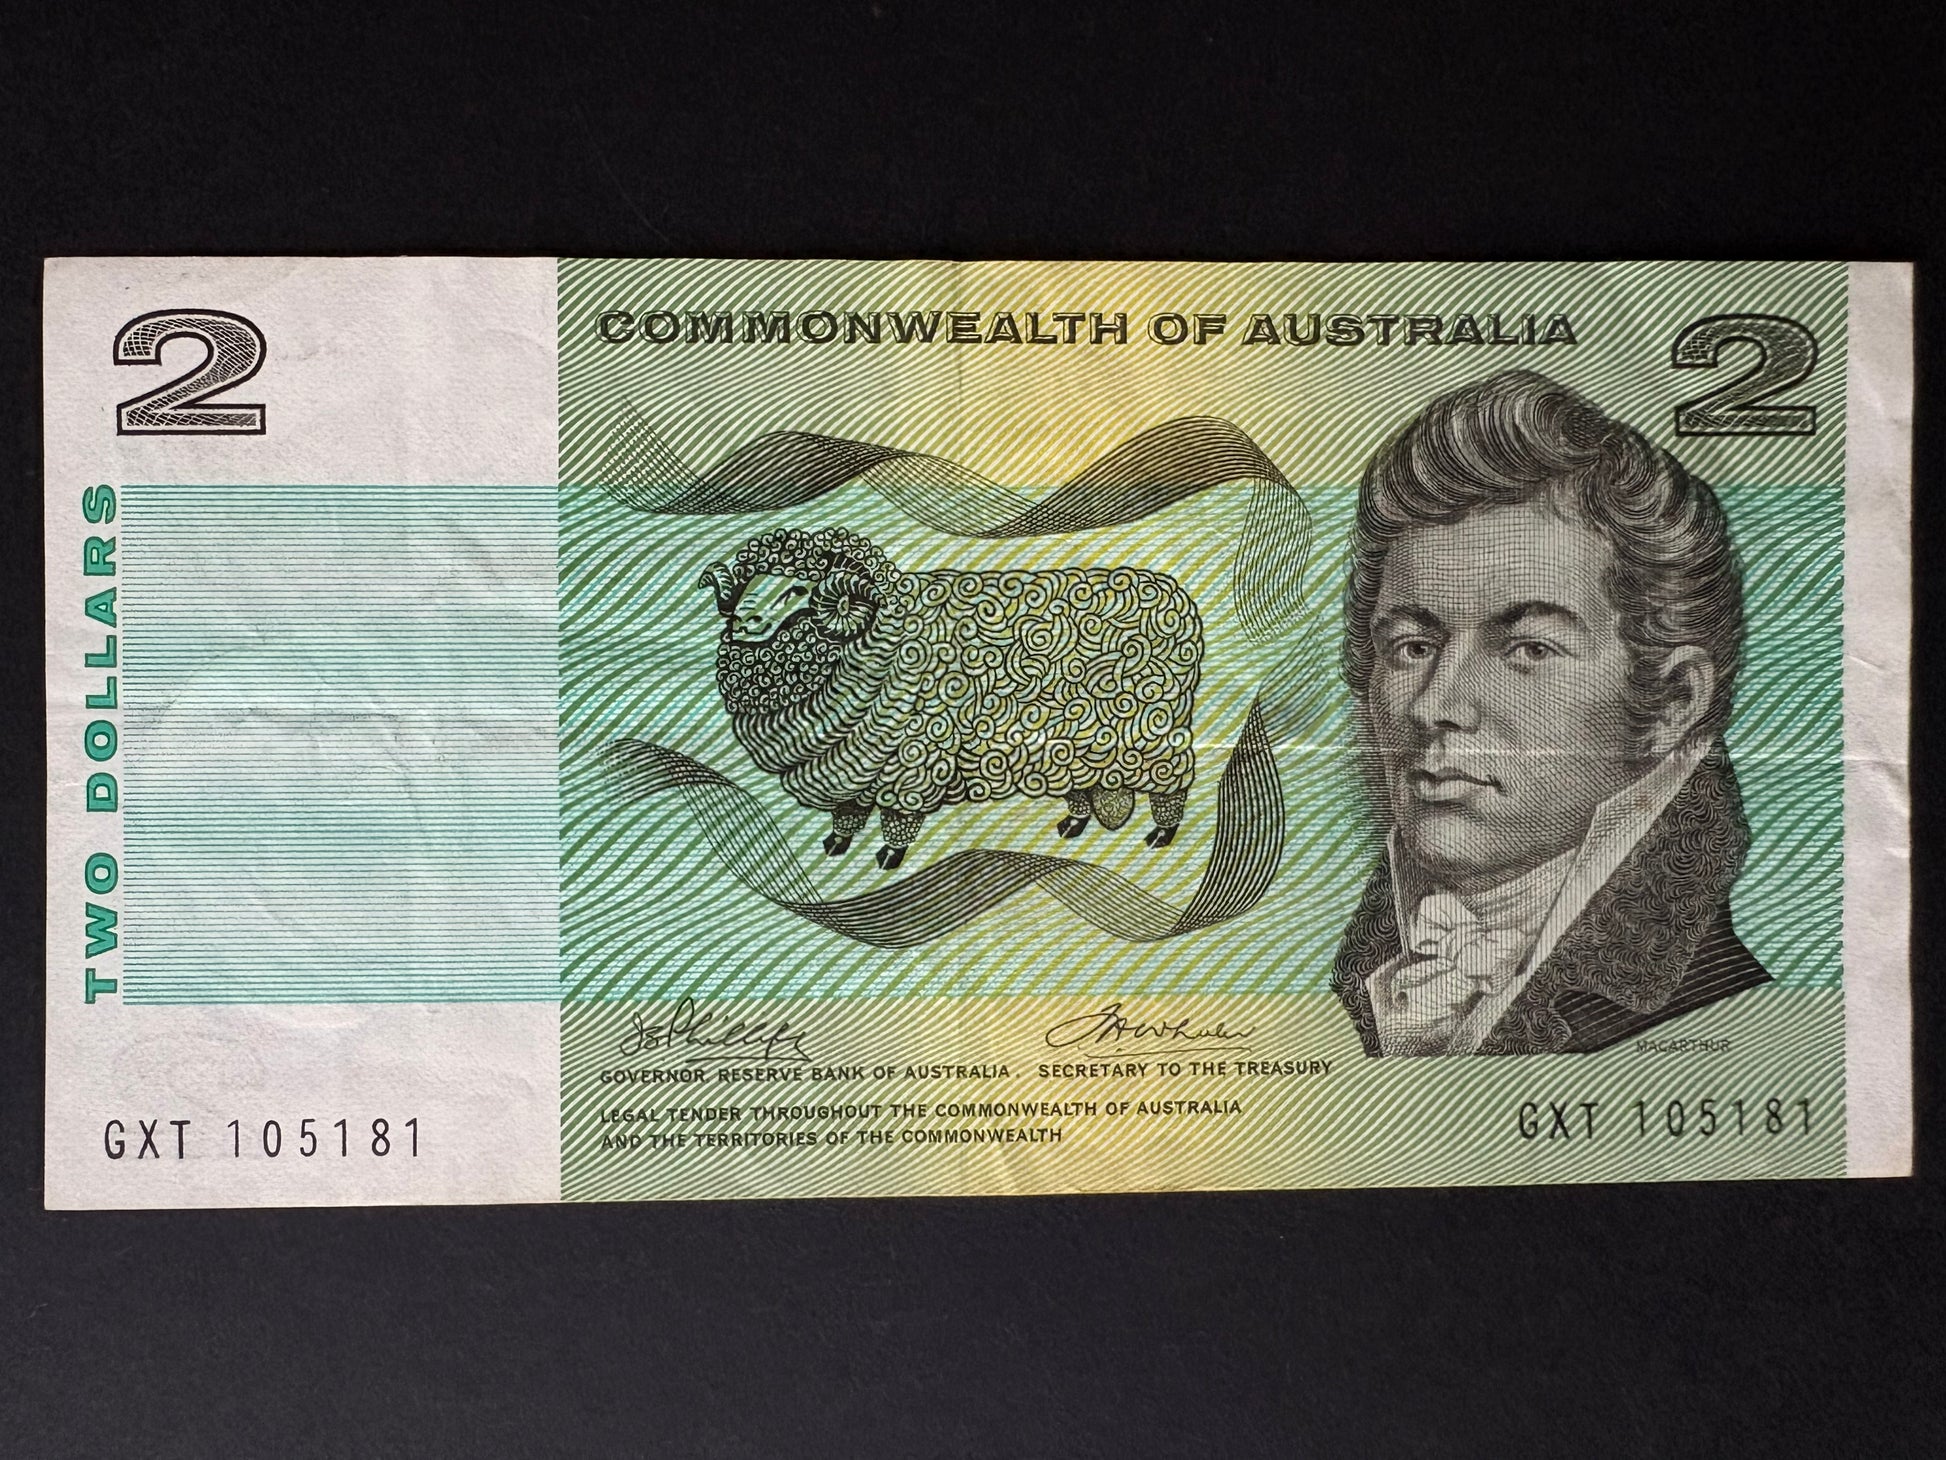 2
COMMONWEALTH OF AUSTRALIA
2
TWO DOLLARS
GOVERNOR, RESERVE BANK OF AUSTRALIA. SECRETARY TO THE TREASURY
MACARTHUR
LEGAL TENDER THROUGHOUT THE COMMONWEALTH OF AUSTRALIA
AND THE TERRITORIES OF THE COMMONWEALTH
GXT 105181
GXT 105181